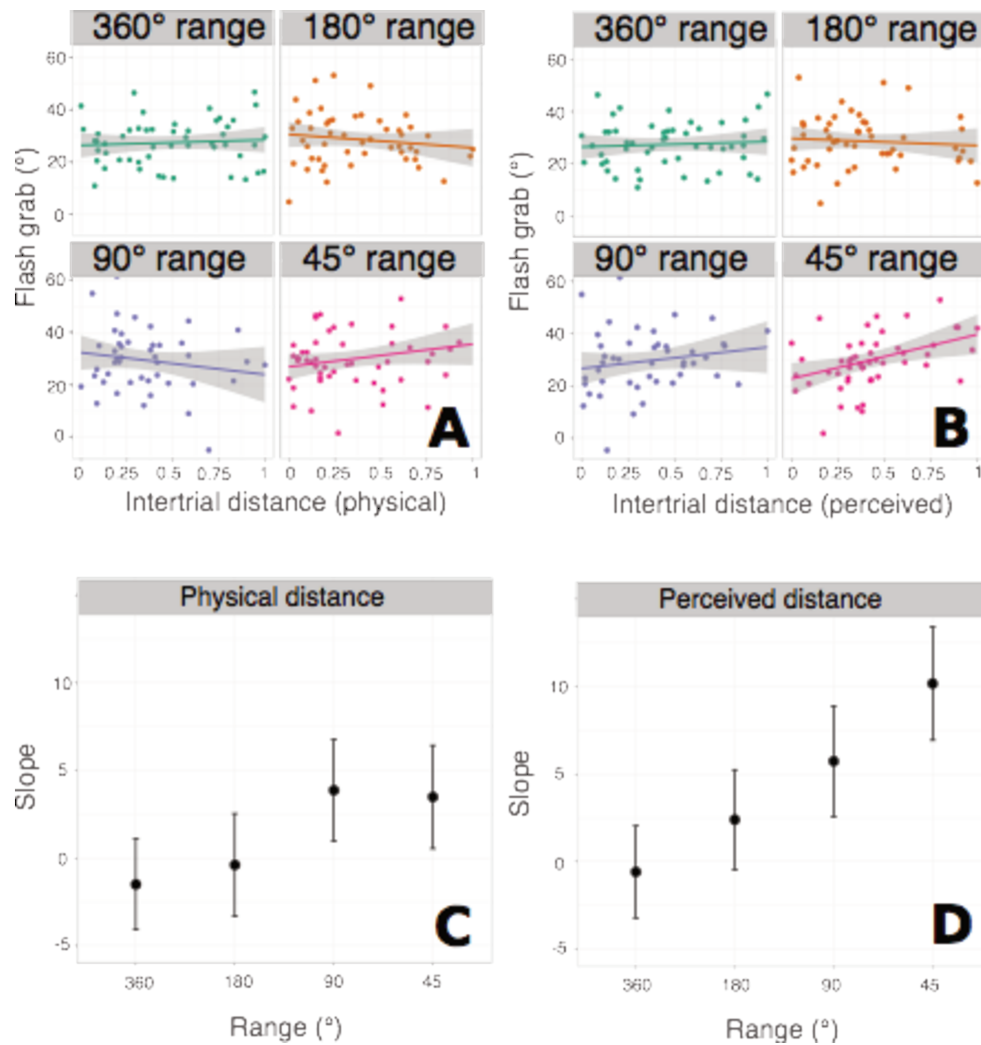 360° range 180° range
60
40
20
0
90° range 45° range
60
40
20
0
Flash grab (°)
0 0.25 0.5 0.75 1 0 0.25 0.5 0.75 1
Intertrial distance (physical)
A
360° range 180° range
60
40
20
0
90° range 45° range
60
40
20
0
Flash grab (°)
0 0.25 0.5 0.75 1 0 0.25 0.5 0.75 1
Intertrial distance (perceived)
B
Physical distance
10
5
0
-5
Slope
360 180 90 45
Range (°)
C
Perceived distance
10
5
0
-5
Slope
360 180 90 45
Range (°)
D